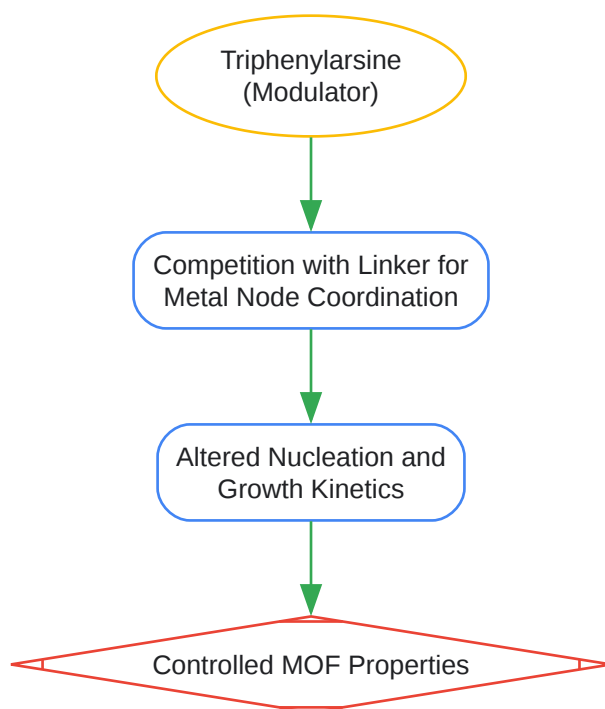 Triphenylarsine
(Modulator)
Competition with Linker for
Metal Node Coordination
Altered Nucleation and
Growth Kinetics
Controlled MOF Properties